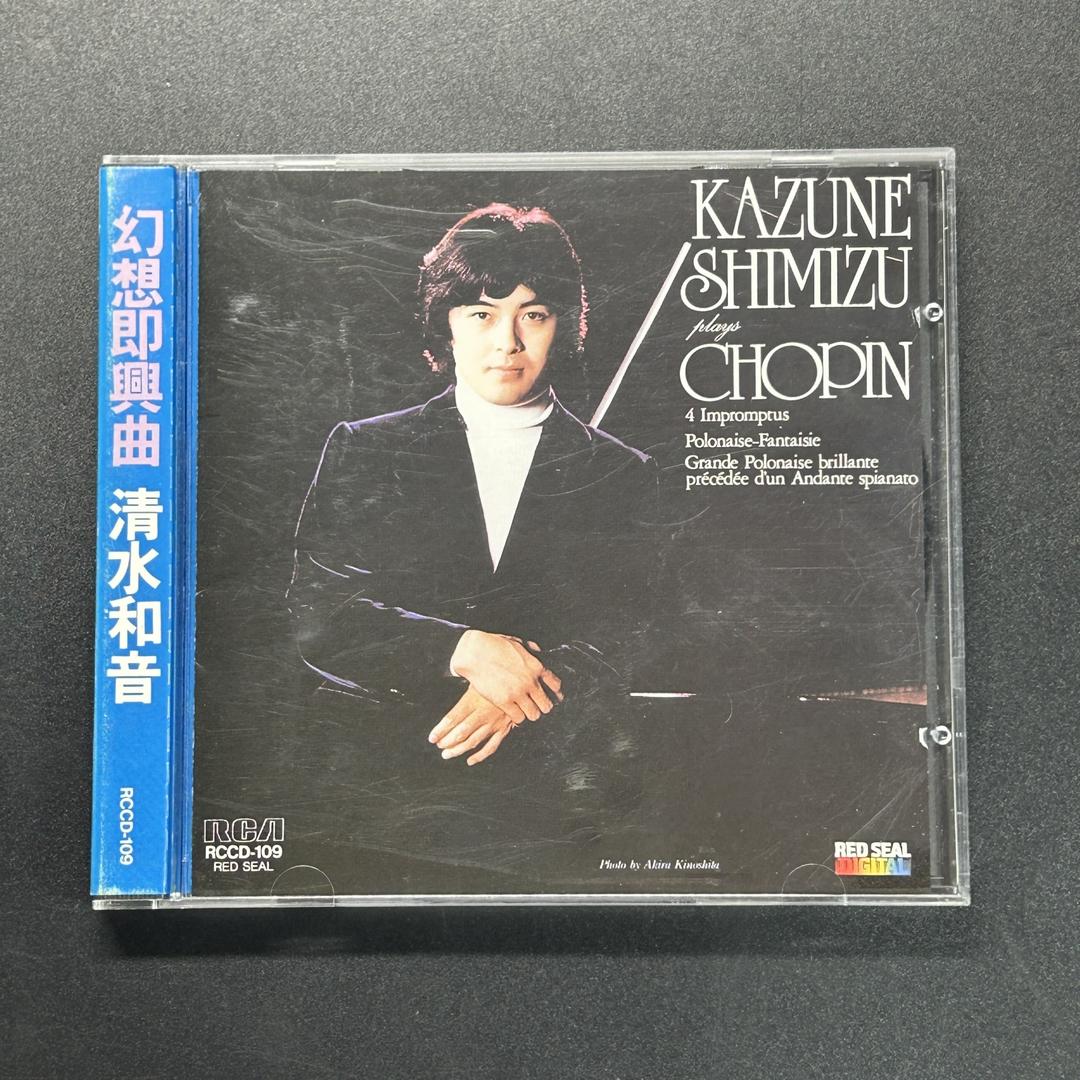 幻想即興曲 清水和音
RCCD-109
KAZUNE
SHIMIZU
plays
CHOPIN
4 Impromptus
Polonaise-Fantaisie
Grande Polonaise brillante
précédée d'un Andante spianato
RCA
RCCD-109
RED SEAL
Photo by Akira Kinoshita
RED SEAL
DIGITAL